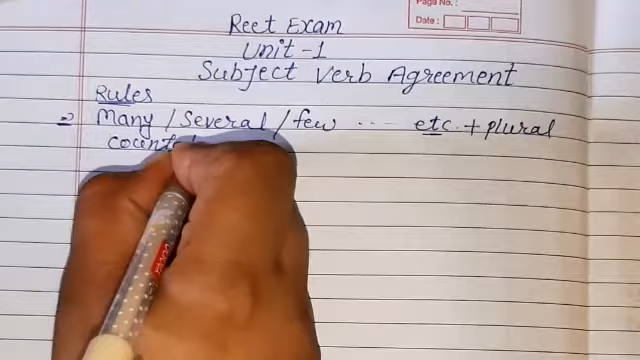 Page No. :
Date :
Reet Exam
Unit - 1
Subject Verb Agreement
Rules
⇒ Many / Several / few .... etc. + plural